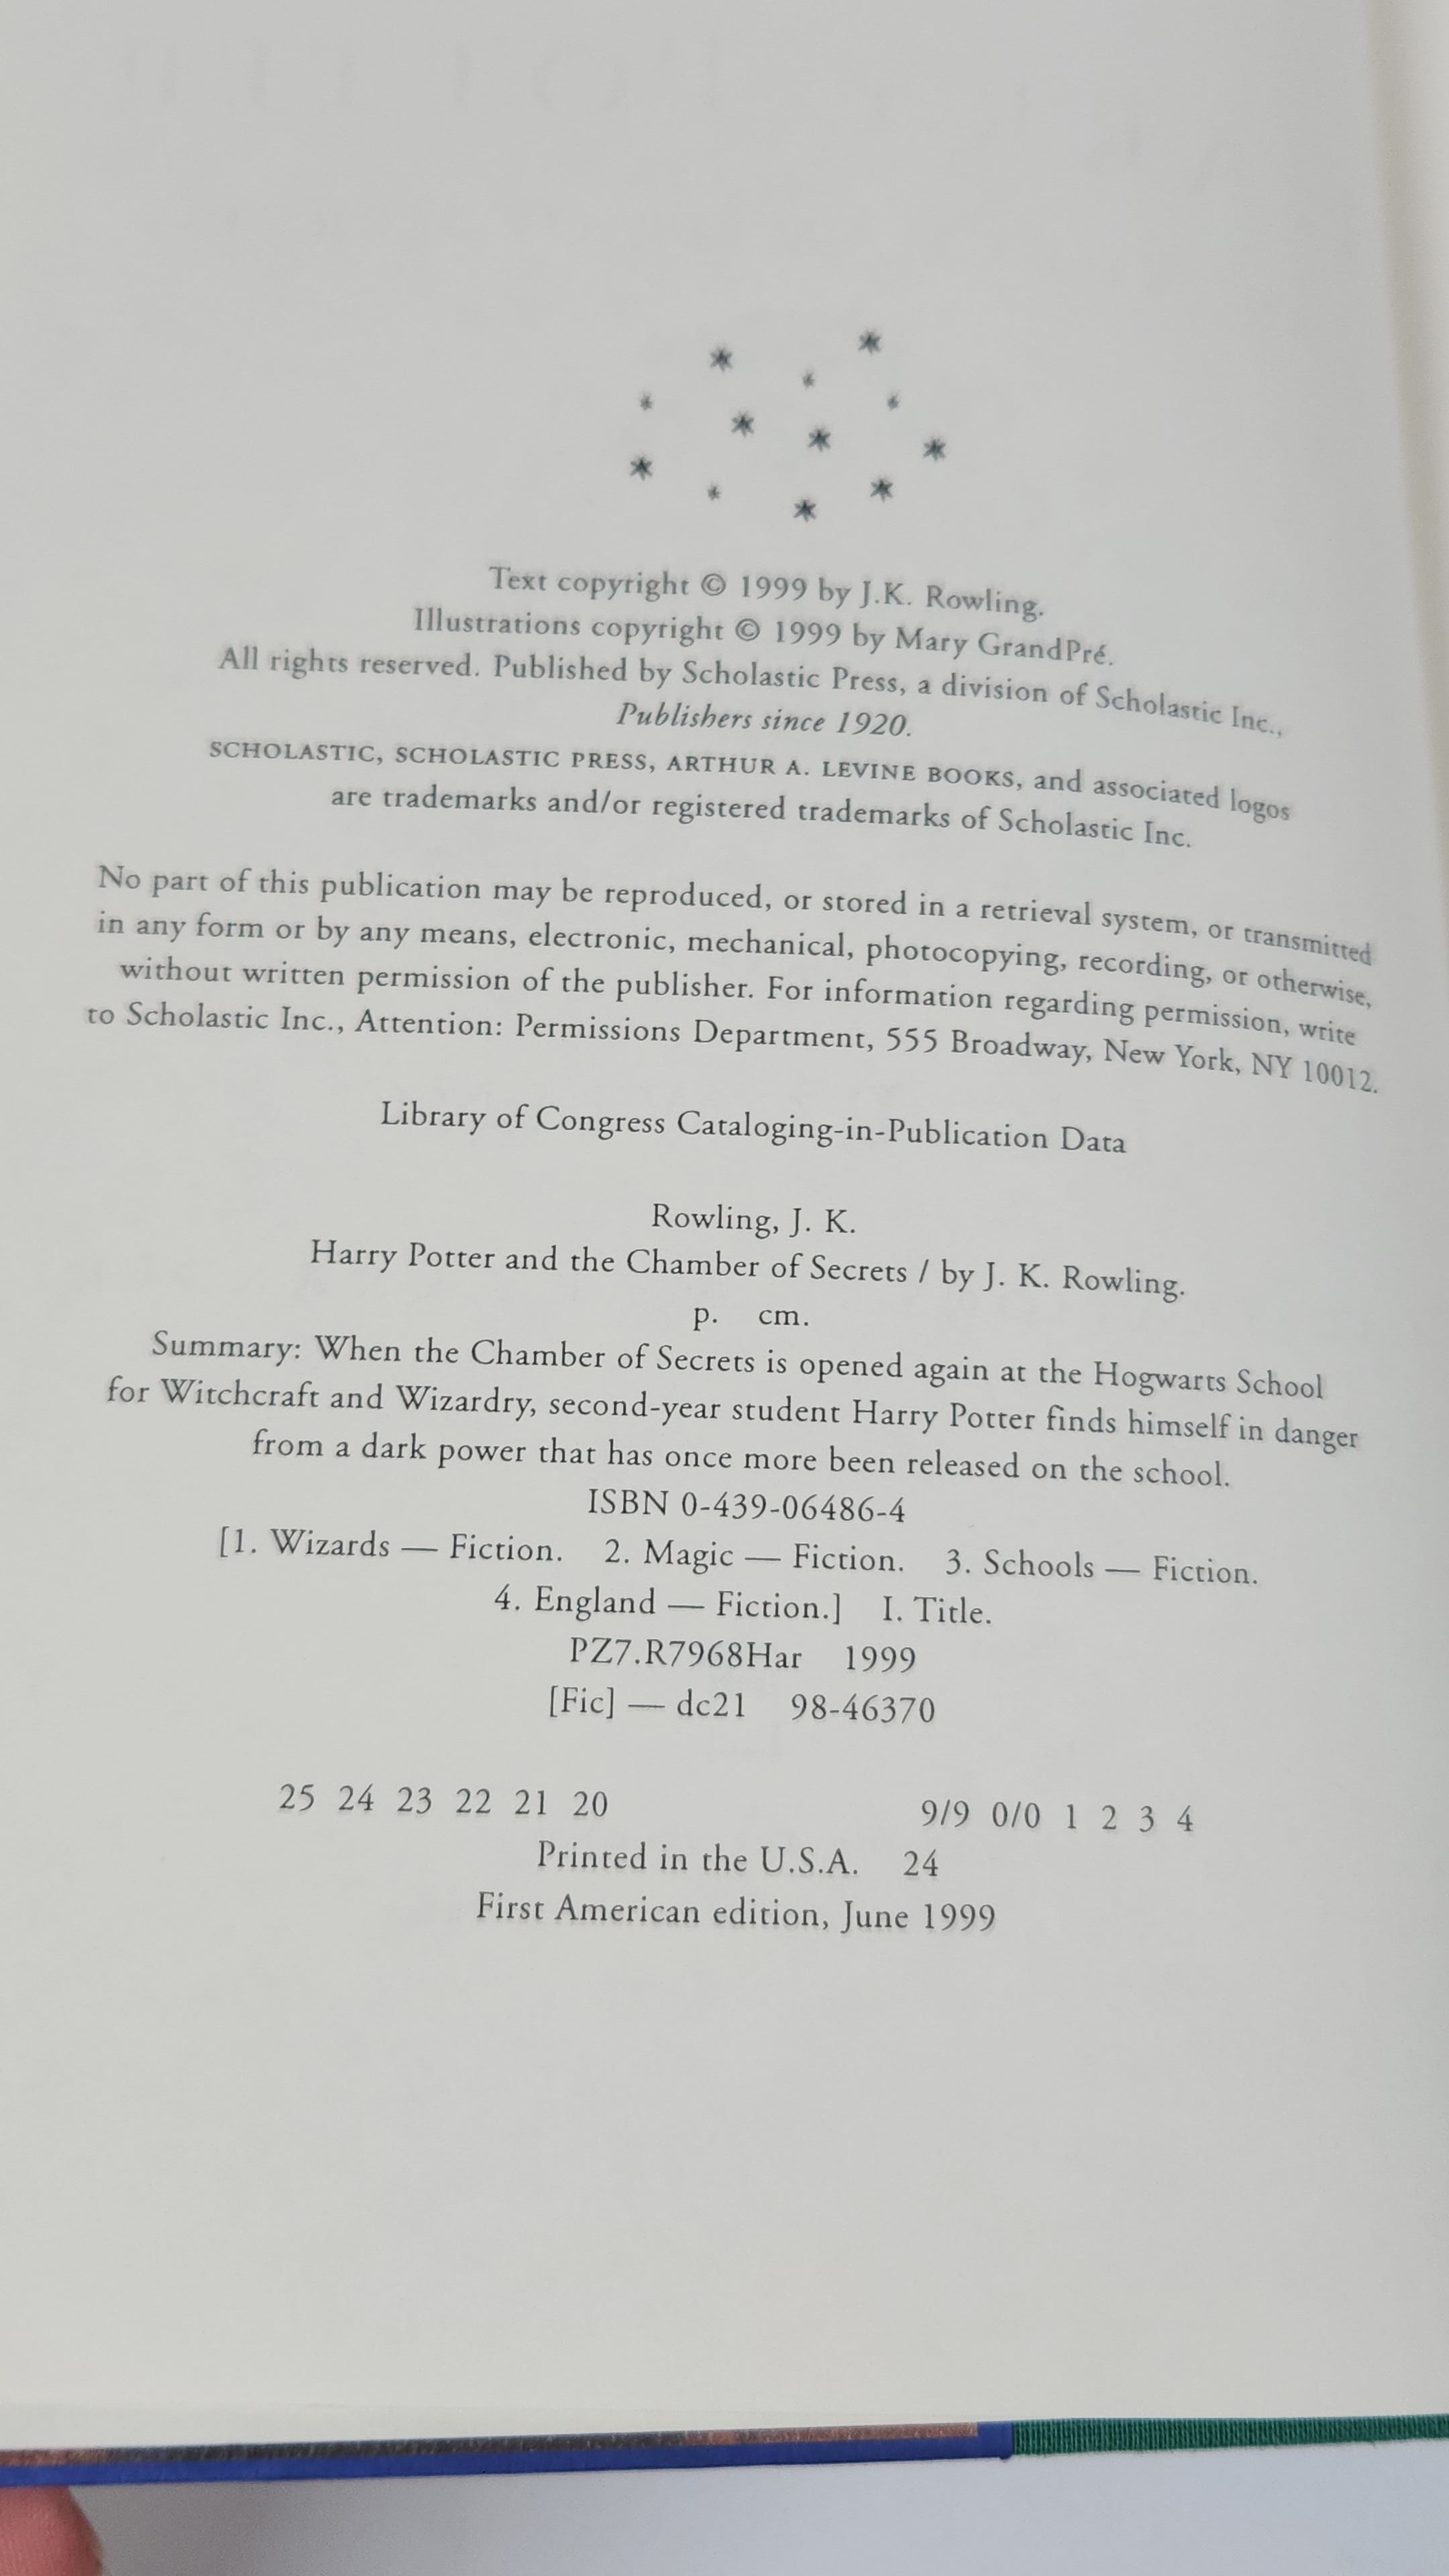 Text copyright © 1999 by J.K. Rowling.
Illustrations copyright © 1999 by Mary GrandPré.
All rights reserved. Published by Scholastic Press, a division of Scholastic Inc.,
Publishers since 1920.
SCHOLASTIC, SCHOLASTIC PRESS, ARTHUR A. LEVINE BOOKS, and associated logos
are trademarks and/or registered trademarks of Scholastic Inc.
No part of this publication may be reproduced, or stored in a retrieval system, or transmitted
in any form or by any means, electronic, mechanical, photocopying, recording, or otherwise,
without written permission of the publisher. For information regarding permission, write
to Scholastic Inc., Attention: Permissions Department, 555 Broadway, New York, NY 10012.
Library of Congress Cataloging-in-Publication Data
Rowling, J. K.
Harry Potter and the Chamber of Secrets / by J. K. Rowling.
p. cm.
Summary: When the Chamber of Secrets is opened again at the Hogwarts School
for Witchcraft and Wizardry, second-year student Harry Potter finds himself in danger
from a dark power that has once more been released on the school.
ISBN 0-439-06486-4
[1. Wizards — Fiction. 2. Magic — Fiction. 3. Schools — Fiction.
4. England — Fiction.] I. Title.
PZ7.R7968Har 1999
[Fic] — dc21 98-46370
25 24 23 22 21 20 9/9 0/0 1 2 3 4
Printed in the U.S.A. 24
First American edition, June 1999